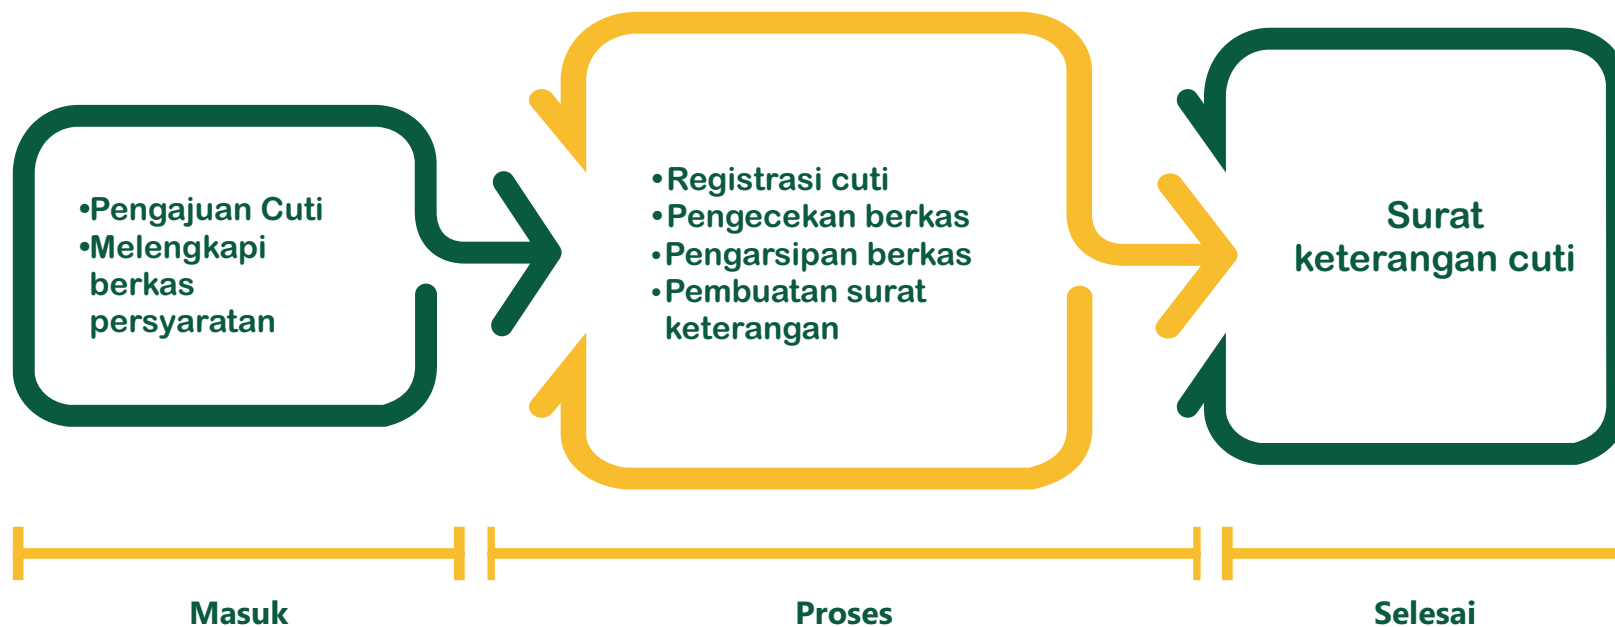 •Pengajuan Cuti
•Melengkapi
berkas
persyaratan
•Registrasi cuti
•Pengecekan berkas
•Pengarsipan berkas
•Pembuatan surat
keterangan
Surat
keterangan cuti
Masuk
Proses
Selesai